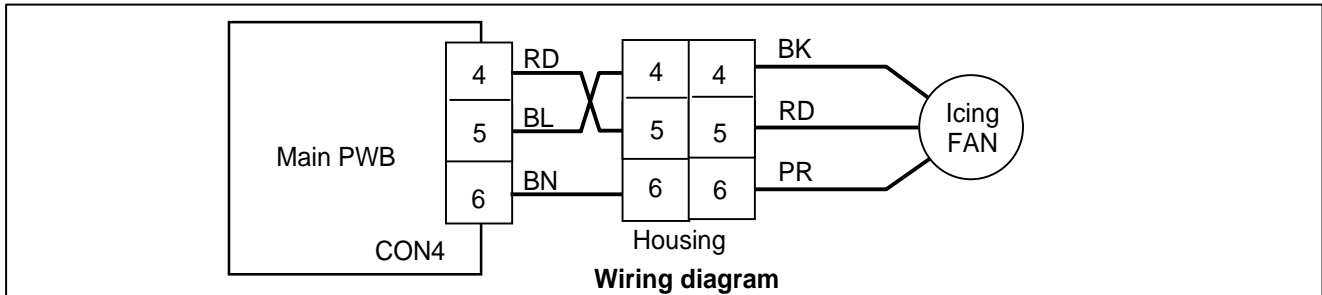 Main PWB
CON4
4
5
6
RD
BL
BN
4
5
6
4
5
6
Housing
BK
RD
PR
Icing
FAN
Wiring diagram